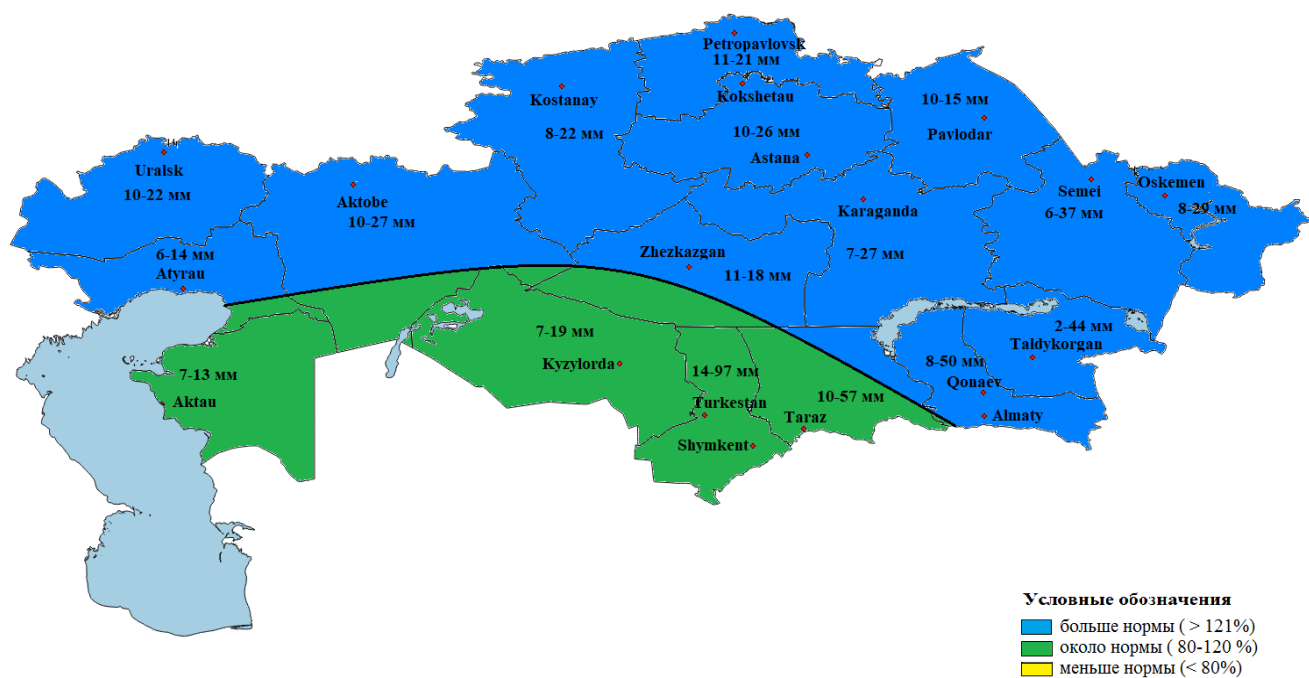 Petropavlovsk
11-21 мм
Kokshetau
Kostanay
8-22 мм
10-26 мм
Astana
10-15 мм
Pavlodar
Uralsk
10-22 мм
Aktobe
10-27 мм
Karaganda
7-27 мм
Semei
6-37 мм
Oskemen
8-29 мм
6-14 мм
Atyrau
Zhezkazgan
11-18 мм
7-19 мм
Kyzylorda
2-44 мм
Taldykorgan
8-50 мм
Qonaev
Almaty
7-13 мм
Aktau
14-97 мм
Turkestan
10-57 мм
Taraz
Shymkent
Условные обозначения
больше нормы ( > 121%)
около нормы ( 80-120 %)
меньше нормы (< 80%)